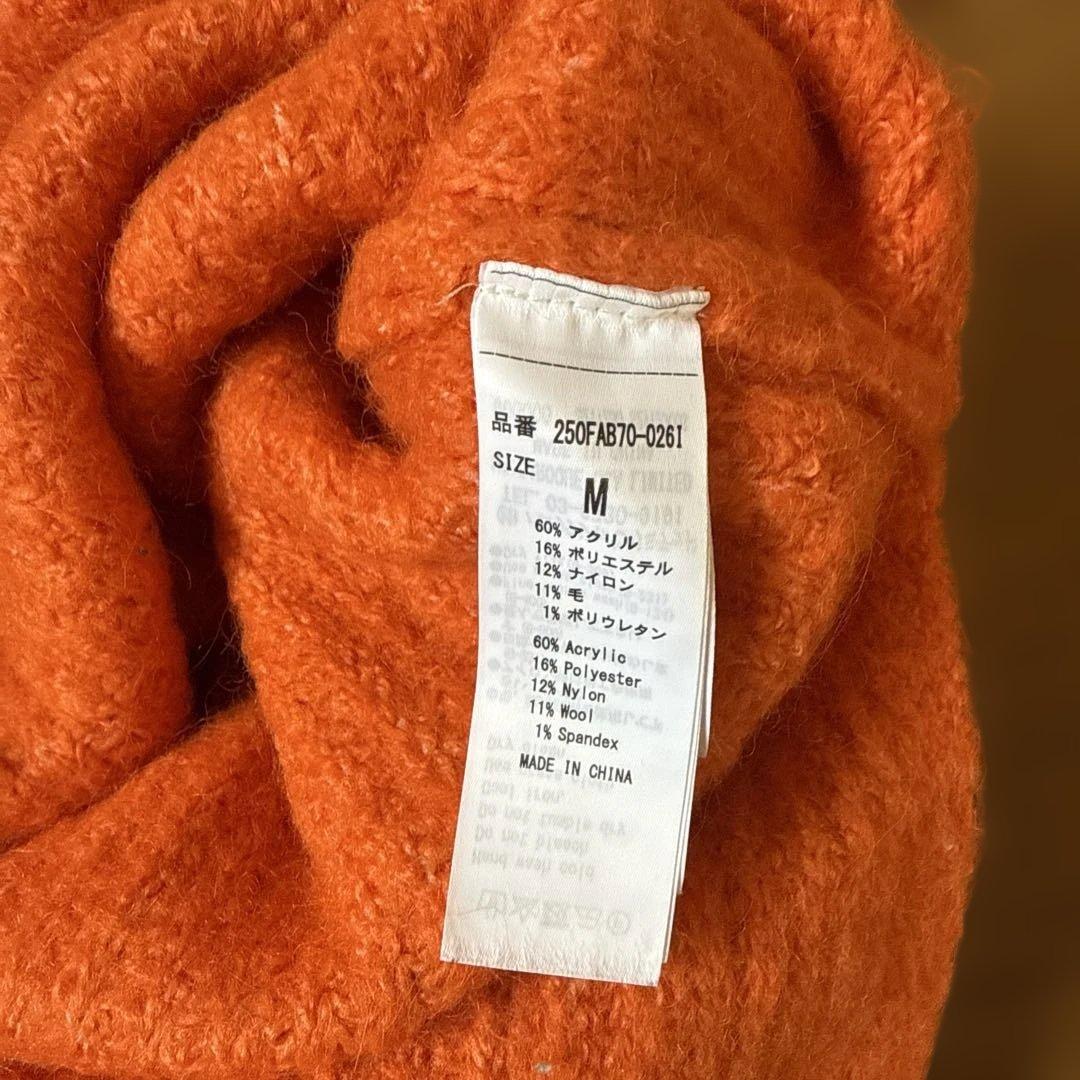 品番 250FAB70-026I
SIZE
M
60% アクリル
16% ポリエステル
12% ナイロン
11% 毛
1% ポリウレタン
60% Acrylic
16% Polyester
12% Nylon
11% Wool
1% Spandex
MADE IN CHINA